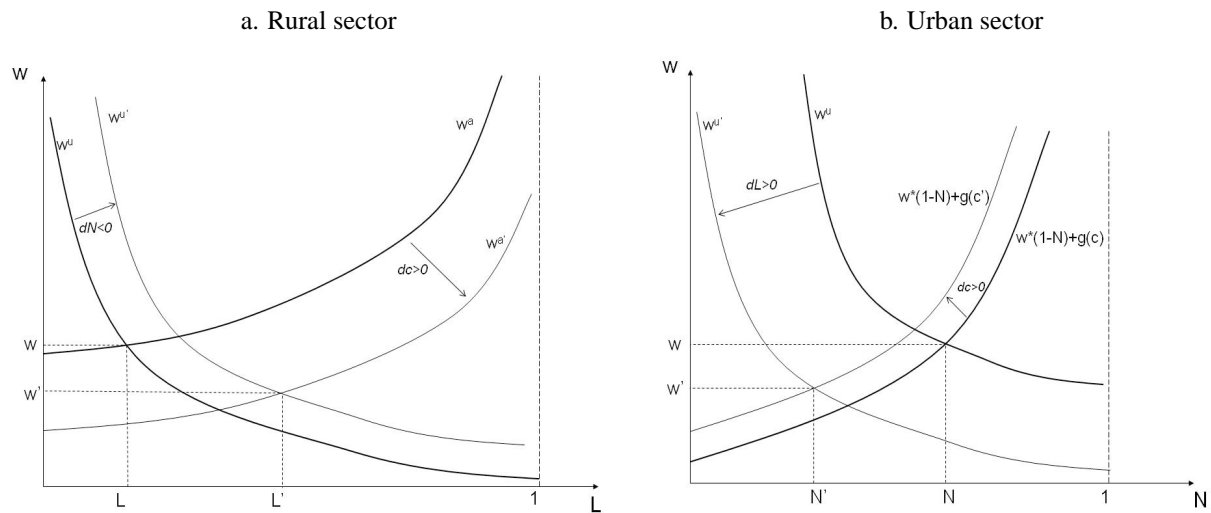 a. Rural sector
w
w^u
w^u'
w^a
dN<0
dc>0
w^a'
w
w'
L
L'
1
L
b. Urban sector
w
w^u'
w^u
dL>0
w*(1-N)+g(c')
w*(1-N)+g(c)
dc>0
w
w'
N'
N
1
N